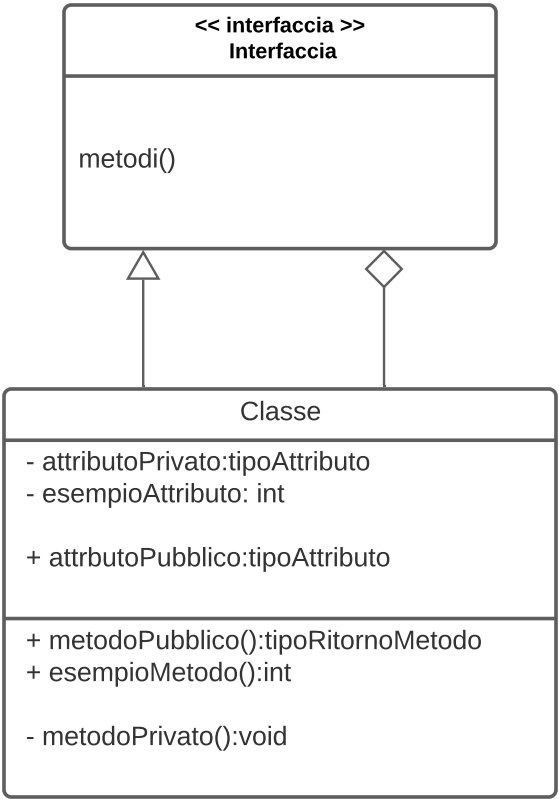 << interfaccia >>
Interfaccia
metodi()
Classe
- attributoPrivato:tipoAttributo
- esempioAttributo: int
+ attrbutoPubblico:tipoAttributo
+ metodoPubblico():tipoRitornoMetodo
+ esempioMetodo():int
- metodoPrivato():void